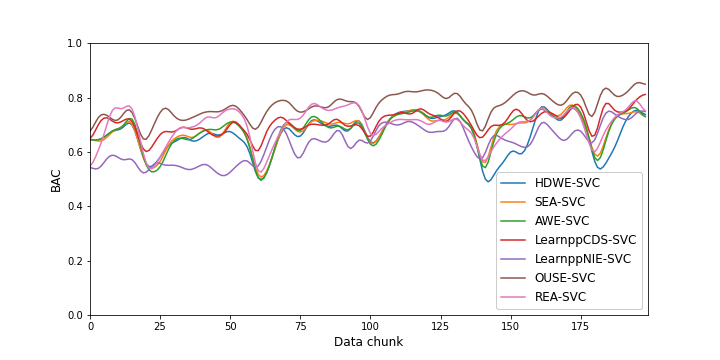 1.0
0.8
0.6
0.4
0.2
0.0
BAC
0
25
50
75
100
125
150
175
Data chunk
HDWE-SVC
SEA-SVC
AWE-SVC
LearnppCDS-SVC
LearnppNIE-SVC
OUSE-SVC
REA-SVC